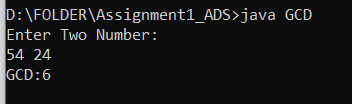 D:\FOLDER\Assignment1_ADS>java GCD
Enter Two Number:
54 24
GCD:6